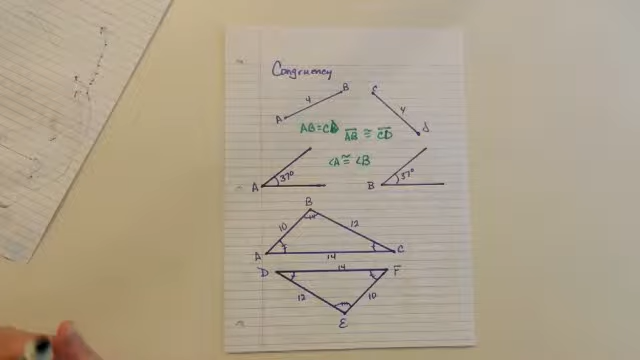 Congruency
A 4 B
C 4 d
AB = CD
AB ≅ CD
<A ≅ <B
A 37°
B 37°
B
10 12
A 14 C
D 14 F
12 10
E